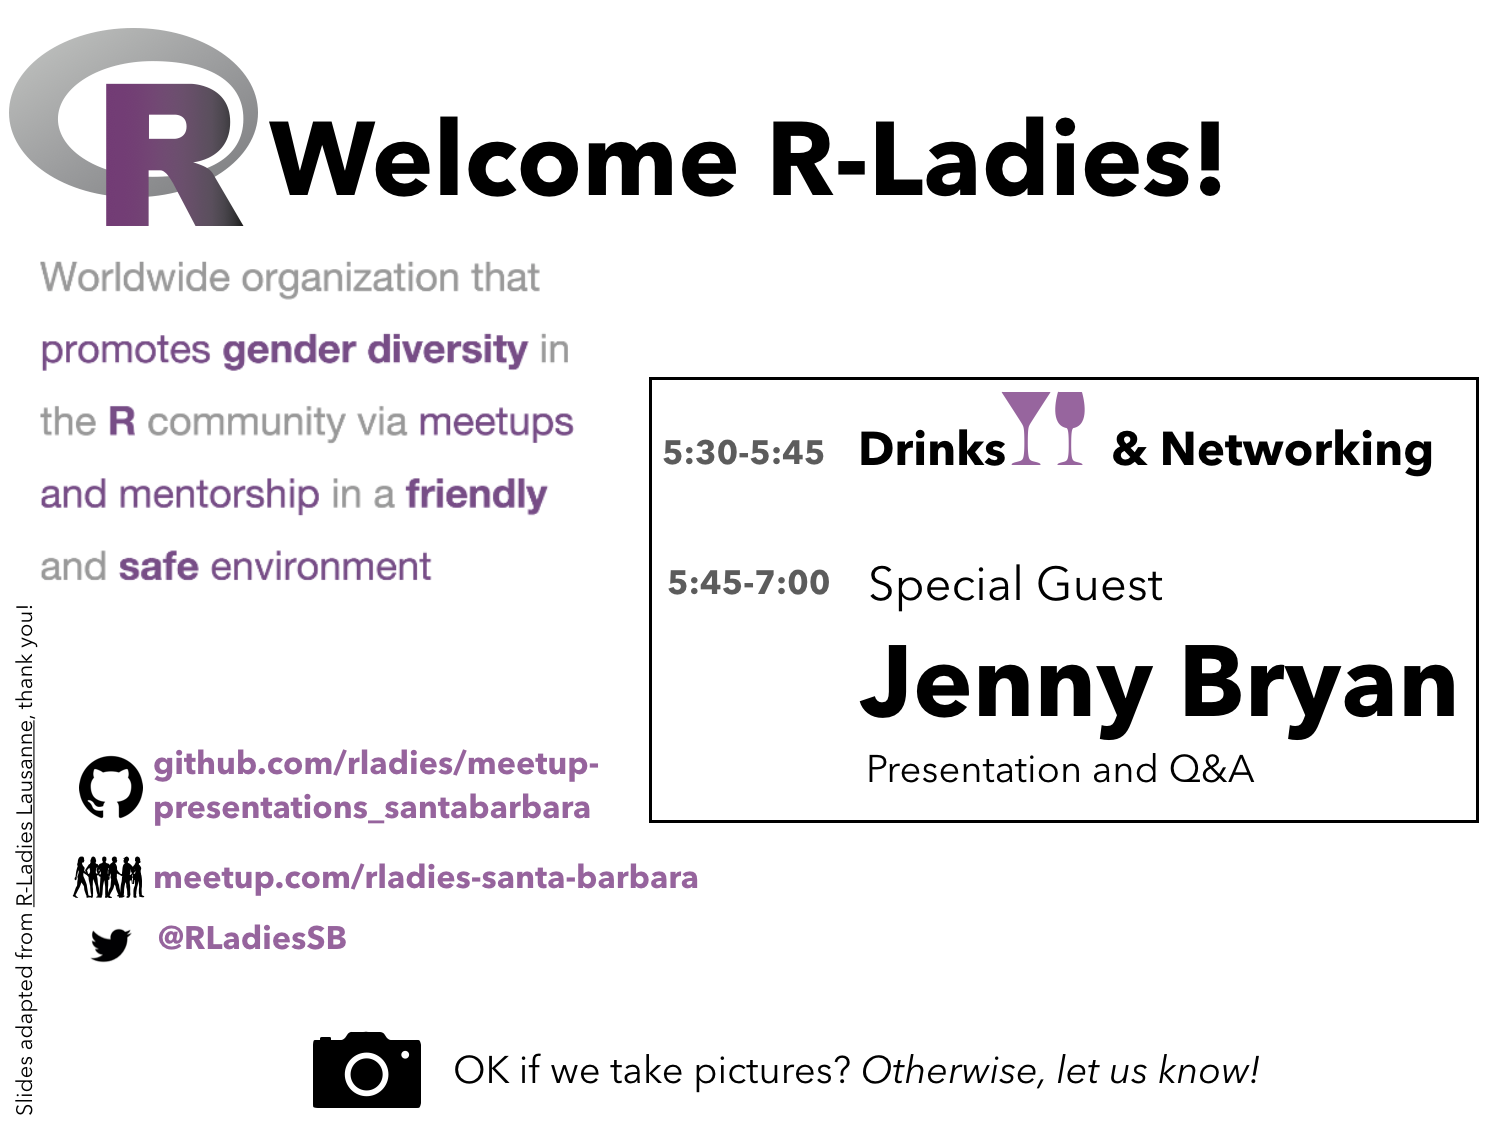 R
Welcome R-Ladies!
Worldwide organization that
promotes gender diversity in
the R community via meetups
and mentorship in a friendly
and safe environment
5:30-5:45 Drinks & Networking
5:45-7:00 Special Guest
Jenny Bryan
Presentation and Q&A
github.com/rladies/meetup-
presentations_santabarbara
meetup.com/rladies-santa-barbara
@RLadiesSB
OK if we take pictures? Otherwise, let us know!
Slides adapted from R-Ladies Lausanne, thank you!